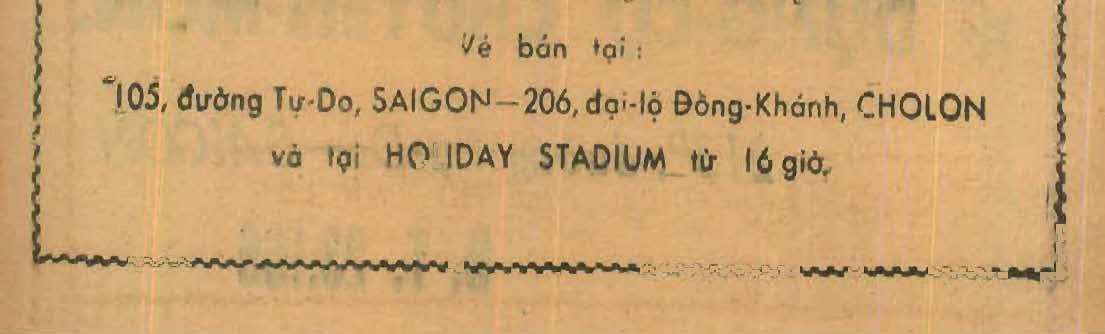 Vé bán tại :
105, đường Tự-Do, SAIGON — 206, đại-lộ Đồng-Khánh, CHOLON
và tại HOLIDAY STADIUM từ 16 giờ.